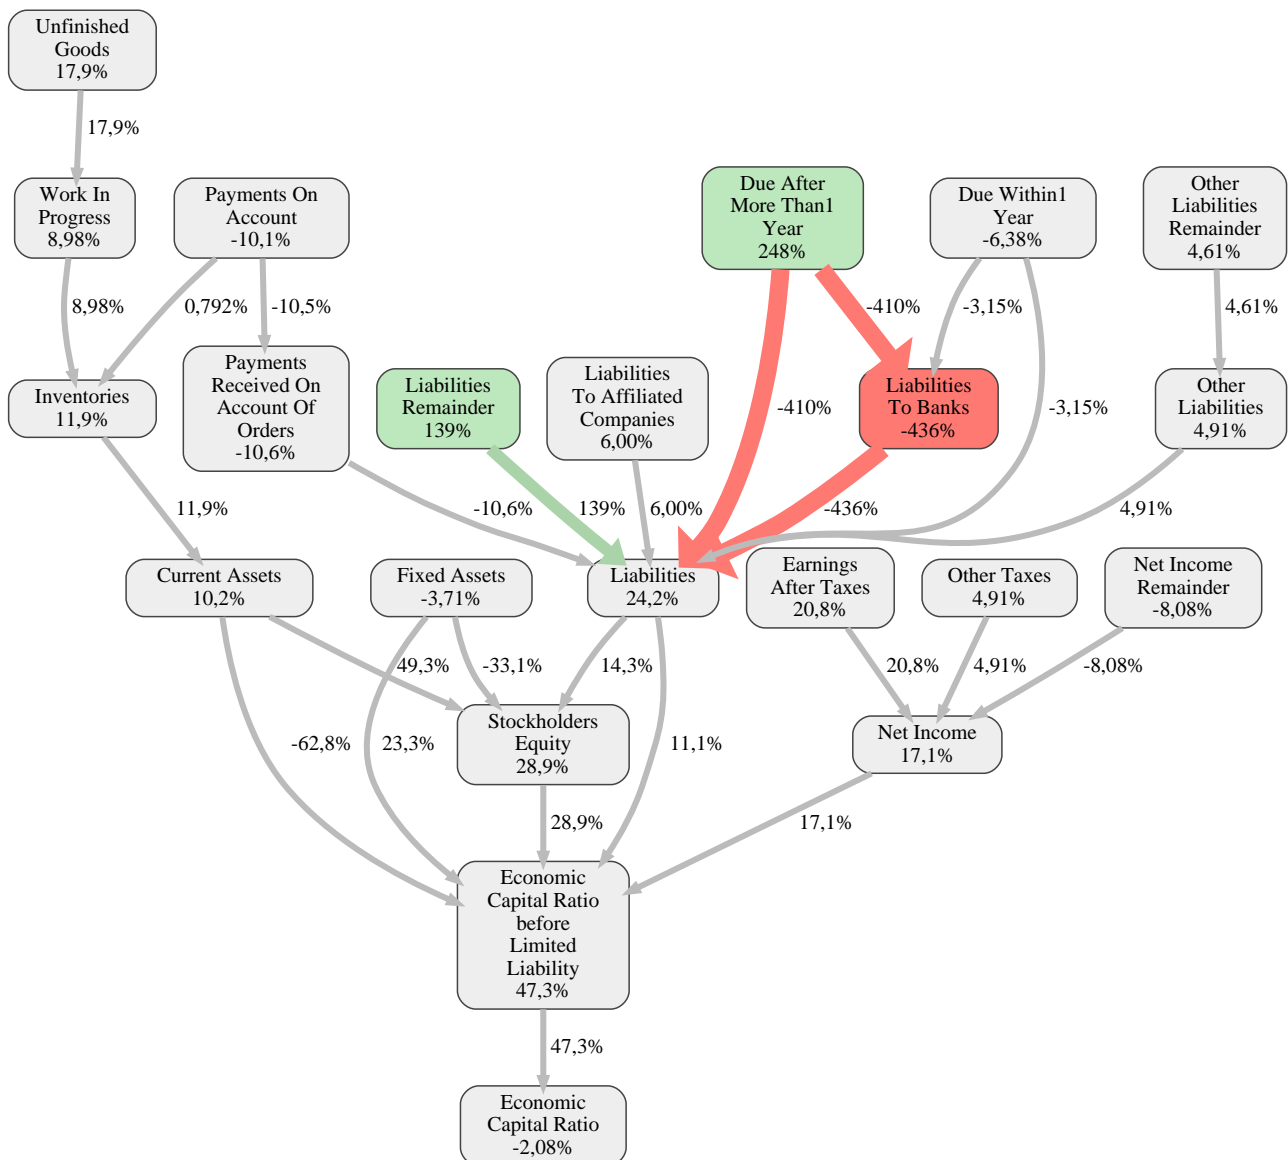 Unfinished
Goods
17,9%
17,9%
Work In
Progress
8,98%
Payments On
Account
-10,1%
Due After
More Than1
Year
248%
Due Within1
Year
-6,38%
Other
Liabilities
Remainder
4,61%
8,98%
0,792%
-10,5%
-410%
-3,15%
4,61%
Inventories
11,9%
Payments
Received On
Account Of
Orders
-10,6%
Liabilities
Remainder
139%
Liabilities
To Affiliated
Companies
6,00%
-410%
Liabilities
To Banks
-436%
-3,15%
Other
Liabilities
4,91%
11,9%
-10,6%
139%
6,00%
-436%
4,91%
Current Assets
10,2%
Fixed Assets
-3,71%
Liabilities
24,2%
Earnings
After Taxes
20,8%
Other Taxes
4,91%
Net Income
Remainder
-8,08%
49,3%
-33,1%
14,3%
20,8%
4,91%
-8,08%
-62,8%
23,3%
Stockholders
Equity
28,9%
11,1%
Net Income
17,1%
28,9%
17,1%
Economic
Capital Ratio
before
Limited
Liability
47,3%
47,3%
Economic
Capital Ratio
-2,08%